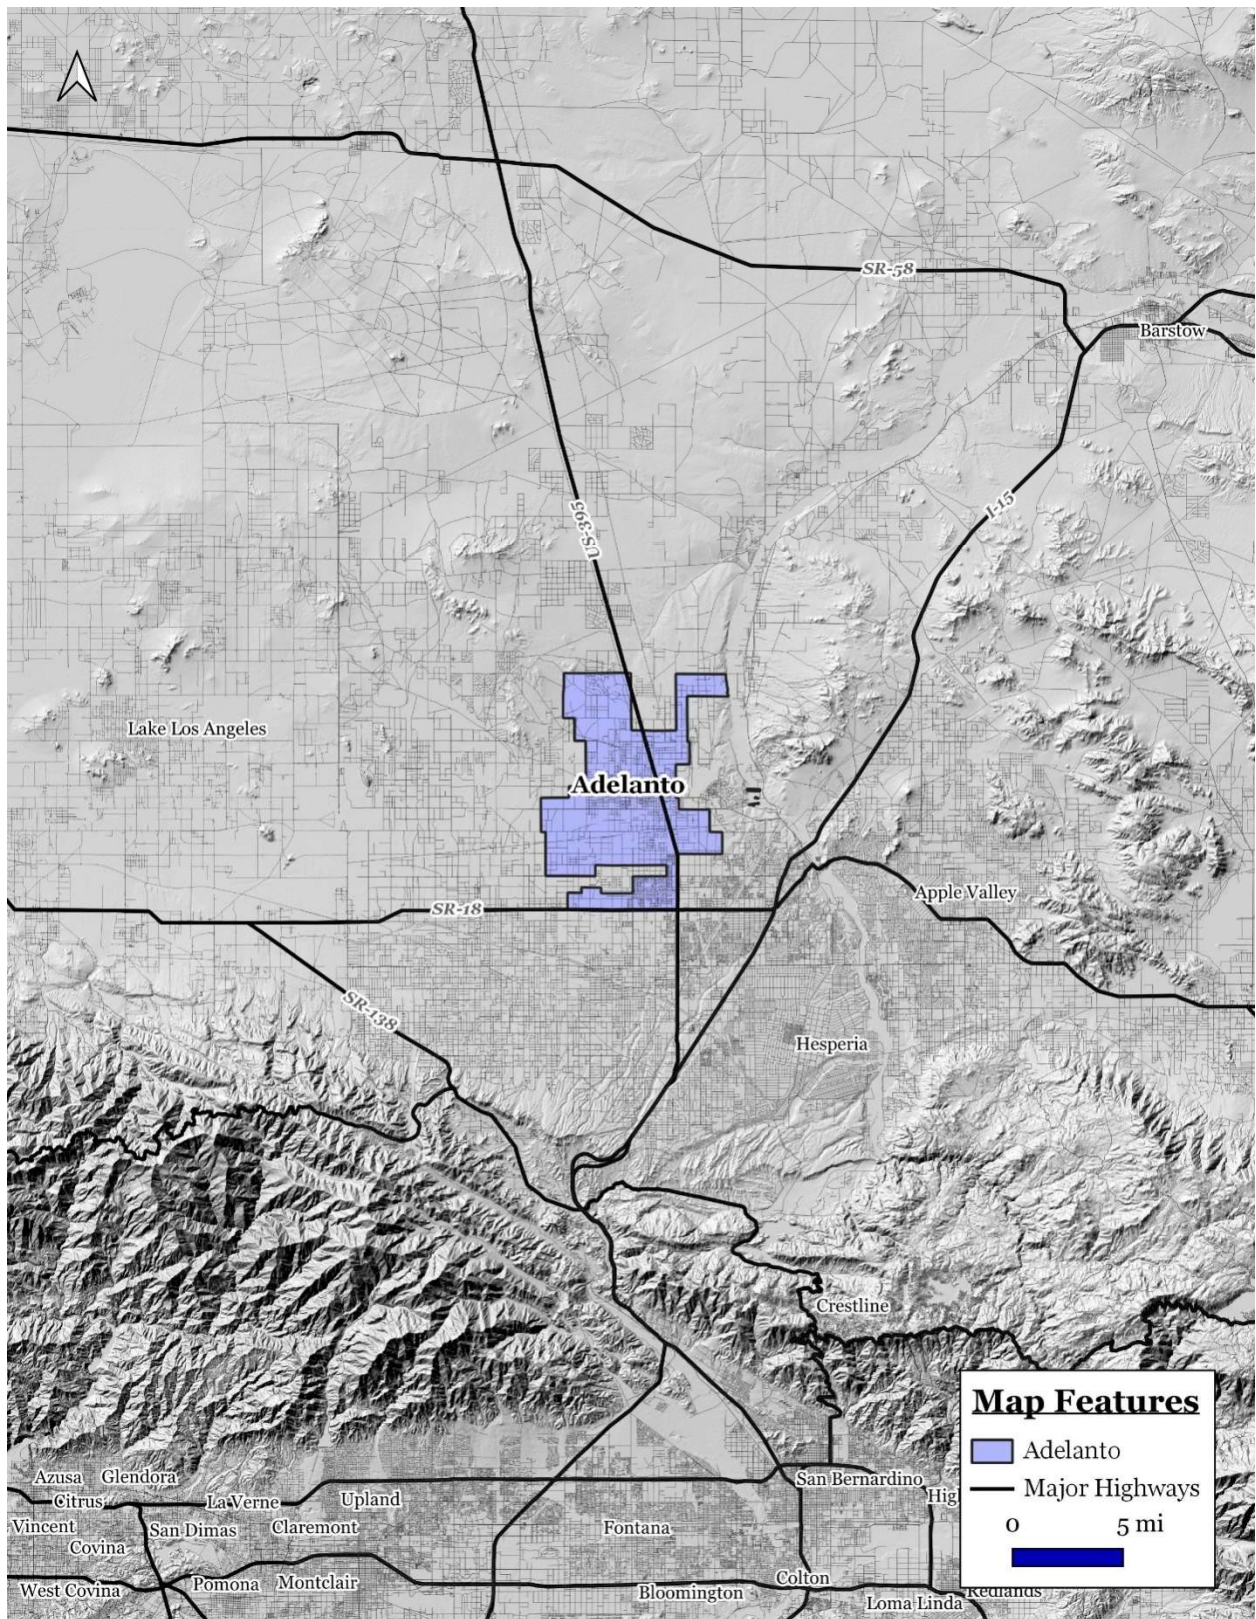 SR-58
Barstow
US-395
I-15
Lake Los Angeles
Adelanto
Apple Valley
SR-18
SR-138
Hesperia
Crestline
Map Features
Adelanto
Major Highways
0 5 mi
Azusa Glendora
San Bernardino
Citrus La Verne Upland
Vincent San Dimas Claremont Fontana
Covina
West Covina Pomona Montclair Bloomington Colton
Loma Linda Redlands